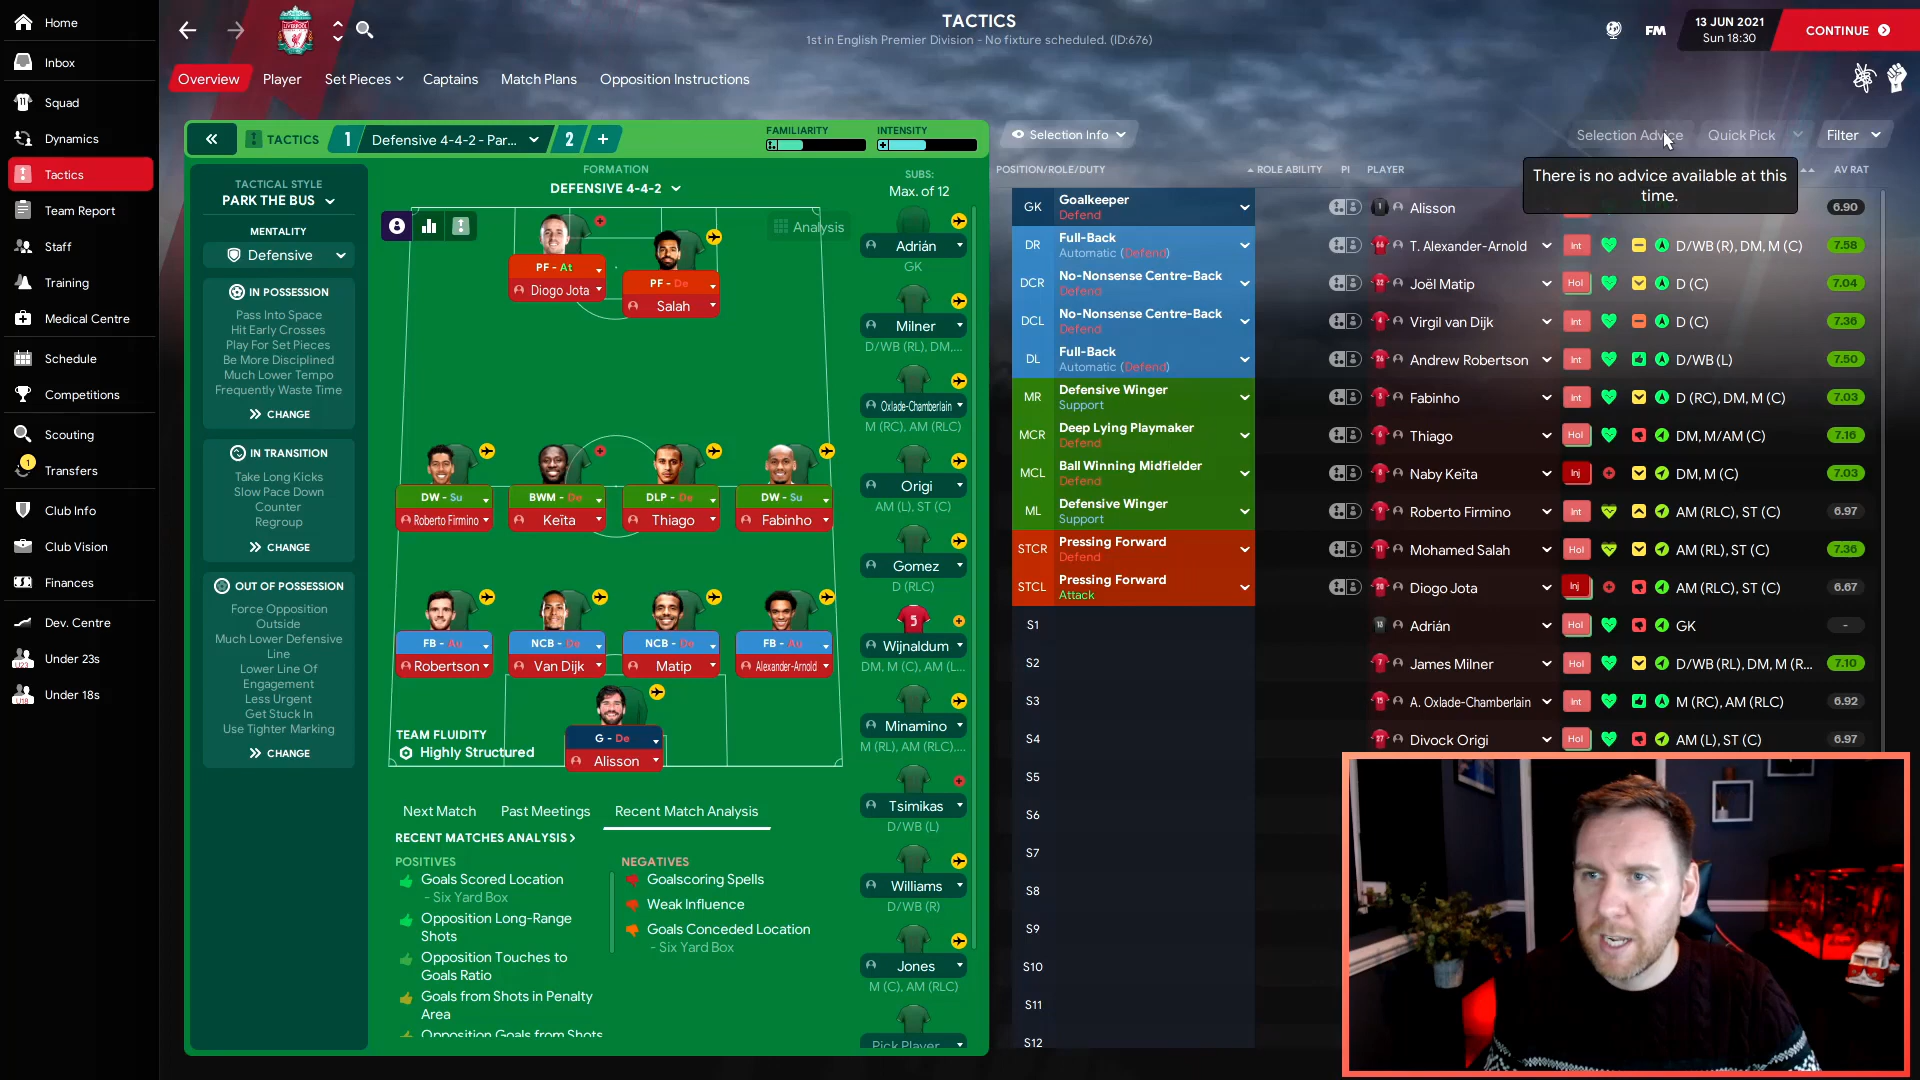 Home
Inbox
Squad
Dynamics
Tactics
Team Report
Staff
Training
Medical Centre
Schedule
Competitions
Scouting
1
Transfers
Club Info
Club Vision
Finances
Dev. Centre
Under 23s
Under 18s
TACTICS
1st in English Premier Division - No fixture scheduled. (ID:676)
FM
13 JUN 2021
Sun 18:30
CONTINUE
Overview
Player
Set Pieces
Captains
Match Plans
Opposition Instructions
TACTICS
1
Defensive 4-4-2 - Par...
2
+
FAMILIARITY
INTENSITY
TACTICAL STYLE
PARK THE BUS
MENTALITY
Defensive
IN POSSESSION
Pass Into Space
Hit Early Crosses
Play For Set Pieces
Be More Disciplined
Much Lower Tempo
Frequently Waste Time
CHANGE
IN TRANSITION
Take Long Kicks
Slow Pace Down
Counter
Regroup
CHANGE
OUT OF POSSESSION
Force Opposition
Outside
Much Lower Defensive
Line
Lower Line Of
Engagement
Less Urgent
Get Stuck In
Use Tighter Marking
CHANGE
FORMATION
DEFENSIVE 4-4-2
Analysis
PF - At
Diogo Jota
PF - De
Salah
DW - Su
Roberto Firmino
BWM - De
Keïta
DLP - De
Thiago
DW - Su
Fabinho
FB - Au
Robertson
NCB - De
Van Dijk
NCB - De
Matip
FB - Au
Alexander-Arnold
G - De
Alisson
TEAM FLUIDITY
Highly Structured
SUBS:
Max. of 12
Adrián
GK
Milner
D/WB (RL), DM,...
Oxlade-Chamberlain
M (RC), AM (RLC)
Origi
AM (L), ST (C)
Gomez
D (RLC)
5
Wijnaldum
DM, M (C), AM (L...
Minamino
M (RL), AM (RLC),...
Tsimikas
D/WB (L)
Williams
D/WB (R)
Jones
M (C), AM (RLC)
Pick Player
Next Match
Past Meetings
Recent Match Analysis
RECENT MATCHES ANALYSIS
POSITIVES
Goals Scored Location
- Six Yard Box
Opposition Long-Range
Shots
Opposition Touches to
Goals Ratio
Goals from Shots in Penalty
Area
Opposition Goals from Shots
NEGATIVES
Goalscoring Spells
Weak Influence
Goals Conceded Location
- Six Yard Box
Selection Info
Selection Advice
Quick Pick
Filter
There is no advice available at this
time.
POSITION/ROLE/DUTY
ROLE ABILITY
PI
PLAYER
AV RAT
GK
Goalkeeper
Defend
Alisson
6.90
DR
Full-Back
Automatic (Defend)
T. Alexander-Arnold
Int
D/WB (R), DM, M (C)
7.58
DCR
No-Nonsense Centre-Back
Defend
Joël Matip
Hol
D (C)
7.04
DCL
No-Nonsense Centre-Back
Defend
Virgil van Dijk
Int
D (C)
7.36
DL
Full-Back
Automatic (Defend)
Andrew Robertson
Int
D/WB (L)
7.50
MR
Defensive Winger
Support
Fabinho
Int
D (RC), DM, M (C)
7.03
MCR
Deep Lying Playmaker
Defend
Thiago
Hol
DM, M/AM (C)
7.16
MCL
Ball Winning Midfielder
Defend
Naby Keïta
Inj
DM, M (C)
7.03
ML
Defensive Winger
Support
Roberto Firmino
Int
AM (RLC), ST (C)
6.97
STCR
Pressing Forward
Defend
Mohamed Salah
Hol
AM (RL), ST (C)
7.36
STCL
Pressing Forward
Attack
Diogo Jota
Inj
AM (RLC), ST (C)
6.67
S1
Adrián
Hol
GK
-
S2
James Milner
Hol
D/WB (RL), DM, M (R...
7.10
S3
A. Oxlade-Chamberlain
Int
M (RC), AM (RLC)
6.92
S4
Divock Origi
Hol
AM (L), ST (C)
6.97
S5
S6
S7
S8
S9
S10
S11
S12